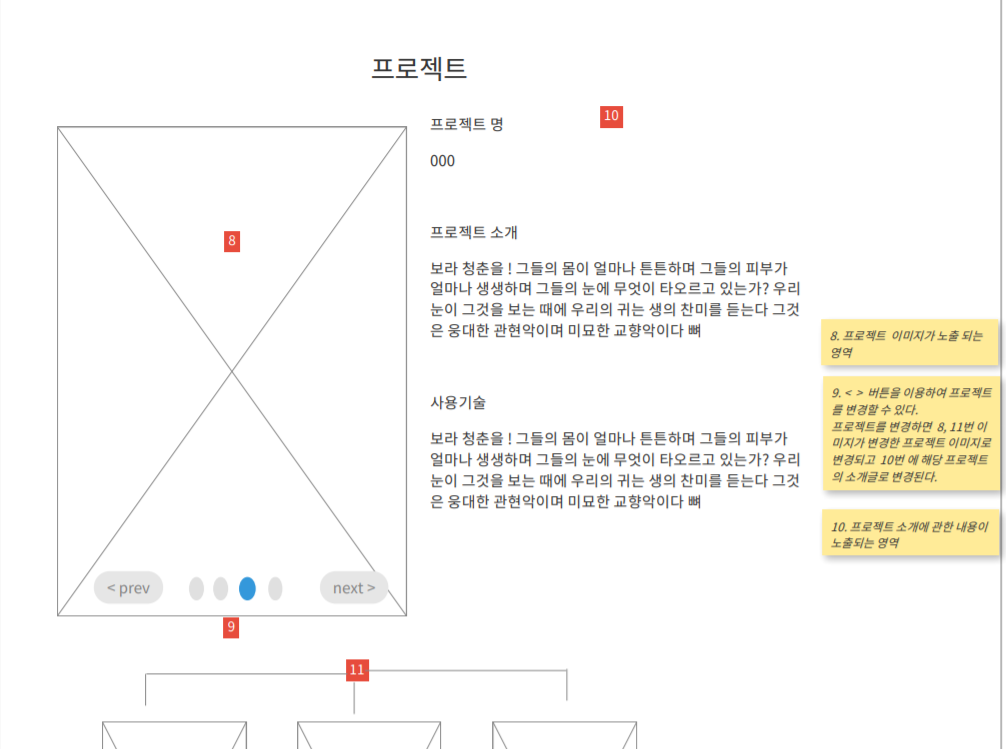 프로젝트
프로젝트 명
10
000
8
프로젝트 소개
보라 청춘을 ! 그들의 몸이 얼마나 튼튼하며 그들의 피부가
얼마나 생생하며 그들의 눈에 무엇이 타오르고 있는가? 우리
눈이 그것을 보는 때에 우리의 귀는 생의 찬미를 듣는다 그것
은 웅대한 관현악이며 미묘한 교향악이다 뼈
사용기술
보라 청춘을 ! 그들의 몸이 얼마나 튼튼하며 그들의 피부가
얼마나 생생하며 그들의 눈에 무엇이 타오르고 있는가? 우리
눈이 그것을 보는 때에 우리의 귀는 생의 찬미를 듣는다 그것
은 웅대한 관현악이며 미묘한 교향악이다 뼈
8. 프로젝트 이미지가 노출 되는
영역
9. < > 버튼을 이용하여 프로젝트
를 변경할 수 있다.
프로젝트를 변경하면 8, 11번 이
미지가 변경한 프로젝트 이미지로
변경되고 10번 에 해당 프로젝트
의 소개글로 변경된다.
10. 프로젝트 소개에 관한 내용이
노출되는 영역
< prev
next >
9
11